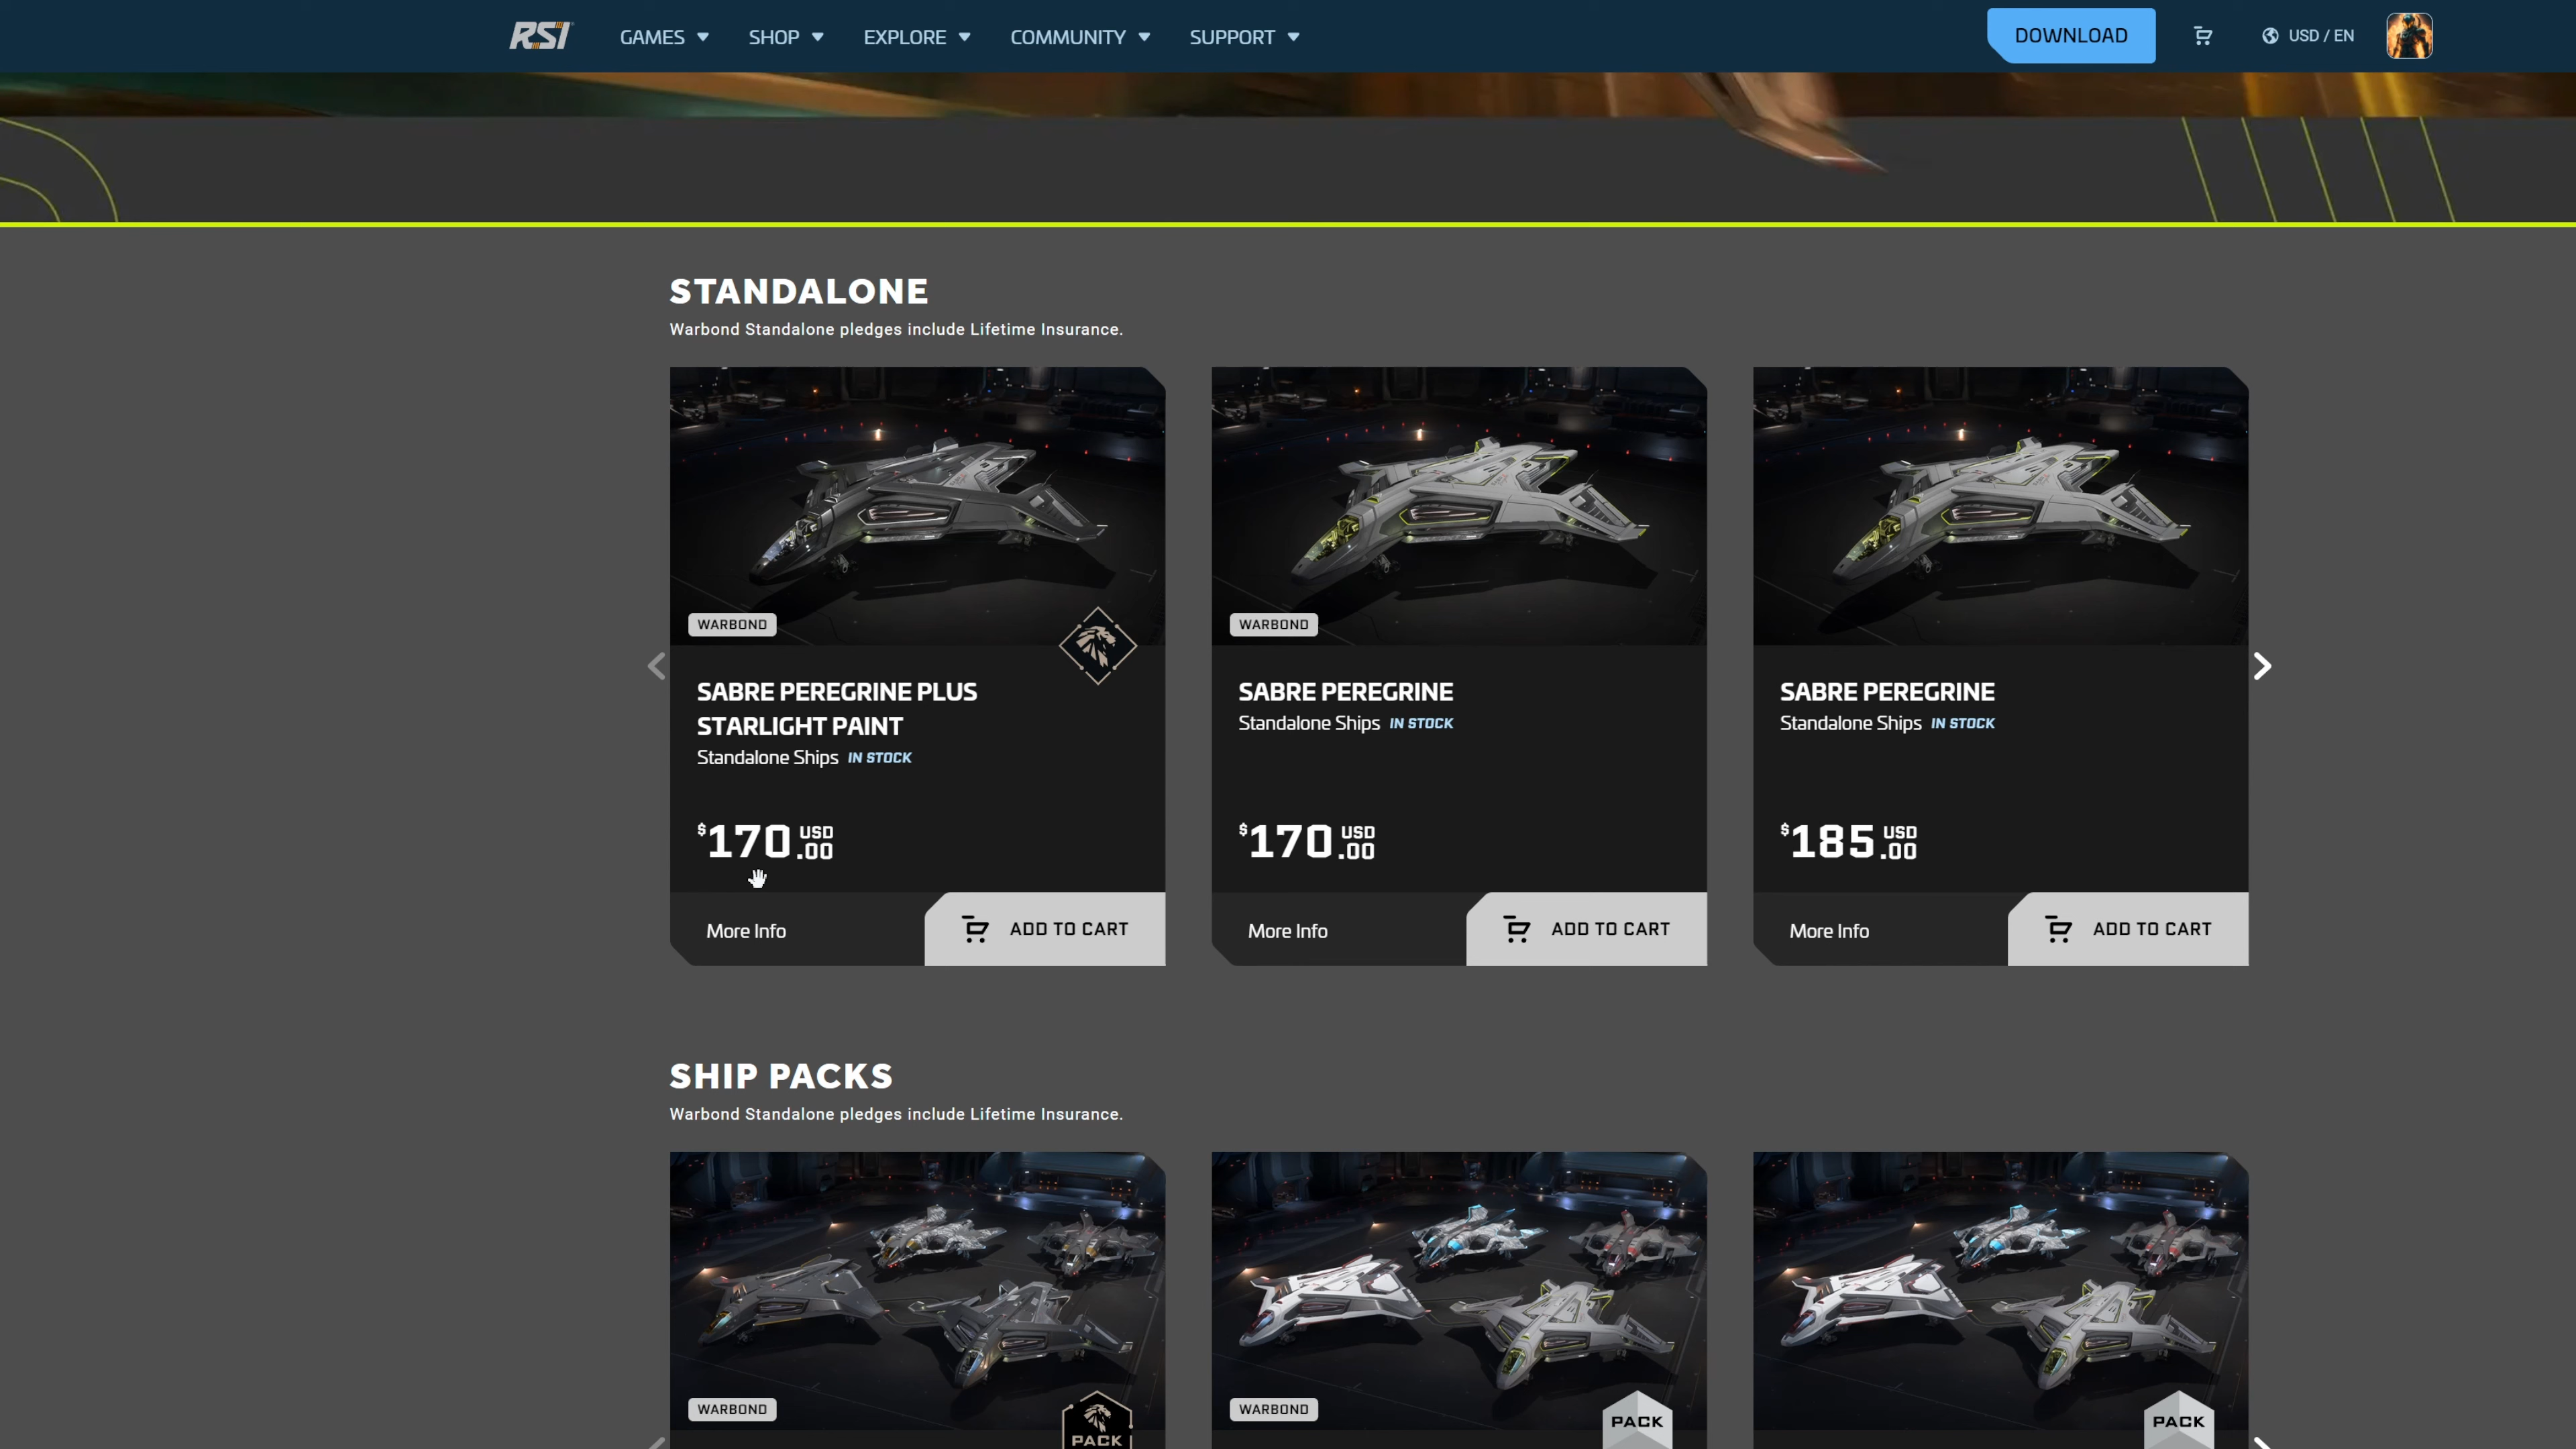 RSI
GAMES
SHOP
EXPLORE
COMMUNITY
SUPPORT
DOWNLOAD
USD / EN
STANDALONE
Warbond Standalone pledges include Lifetime Insurance.
WARBOND
SABRE PEREGRINE PLUS
STARLIGHT PAINT
Standalone Ships IN STOCK
$170.00 USD
More Info
ADD TO CART
WARBOND
SABRE PEREGRINE
Standalone Ships IN STOCK
$170.00 USD
More Info
ADD TO CART
SABRE PEREGRINE
Standalone Ships IN STOCK
$185.00 USD
More Info
ADD TO CART
SHIP PACKS
Warbond Standalone pledges include Lifetime Insurance.
WARBOND
PACK
WARBOND
PACK
PACK